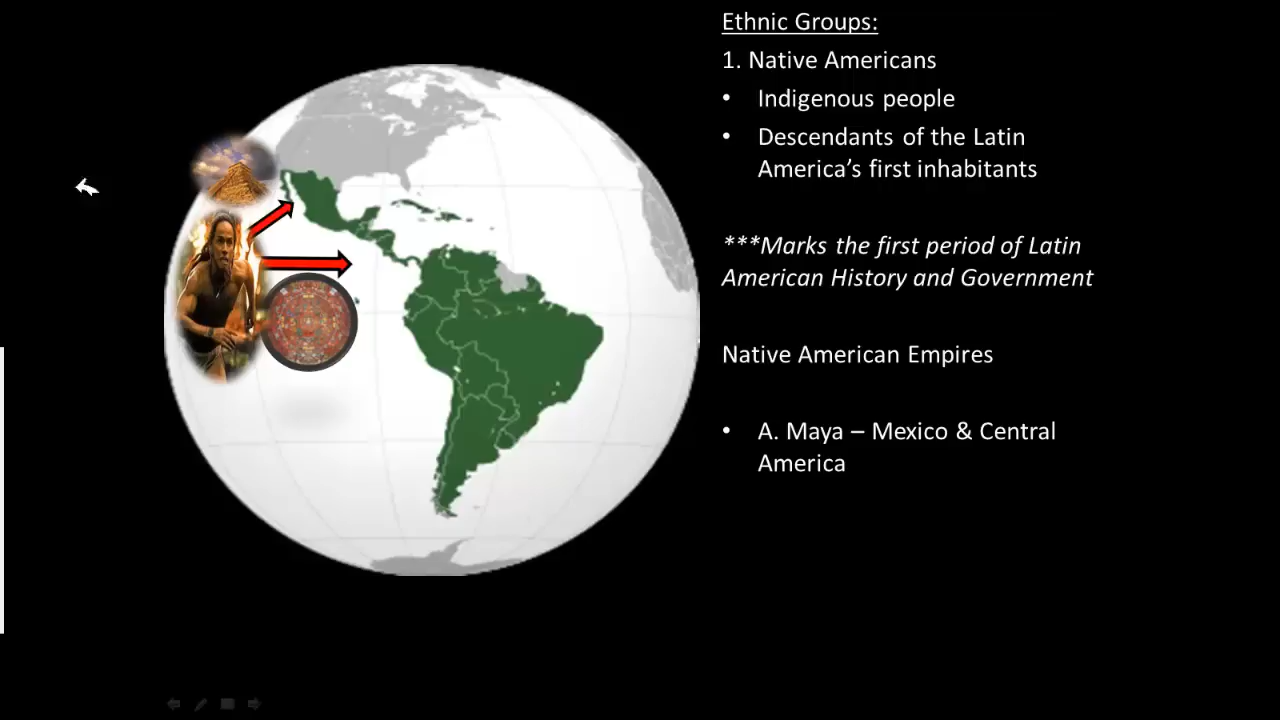 Ethnic Groups:
1. Native Americans
• Indigenous people
• Descendants of the Latin
America’s first inhabitants
***Marks the first period of Latin
American History and Government
Native American Empires
• A. Maya – Mexico & Central
America